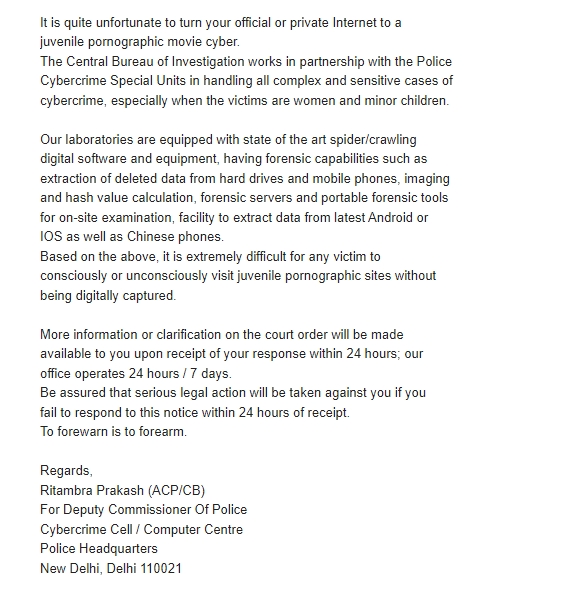 It is quite unfortunate to turn your official or private Internet to a
juvenile pornographic movie cyber.
The Central Bureau of Investigation works in partnership with the Police
Cybercrime Special Units in handling all complex and sensitive cases of
cybercrime, especially when the victims are women and minor children.
Our laboratories are equipped with state of the art spider/crawling
digital software and equipment, having forensic capabilities such as
extraction of deleted data from hard drives and mobile phones, imaging
and hash value calculation, forensic servers and portable forensic tools
for on-site examination, facility to extract data from latest Android or
IOS as well as Chinese phones.
Based on the above, it is extremely difficult for any victim to
consciously or unconsciously visit juvenile pornographic sites without
being digitally captured.
More information or clarification on the court order will be made
available to you upon receipt of your response within 24 hours; our
office operates 24 hours / 7 days.
Be assured that serious legal action will be taken against you if you
fail to respond to this notice within 24 hours of receipt.
To forewarn is to forearm.
Regards,
Ritambra Prakash (ACP/CB)
For Deputy Commissioner Of Police
Cybercrime Cell / Computer Centre
Police Headquarters
New Delhi, Delhi 110021